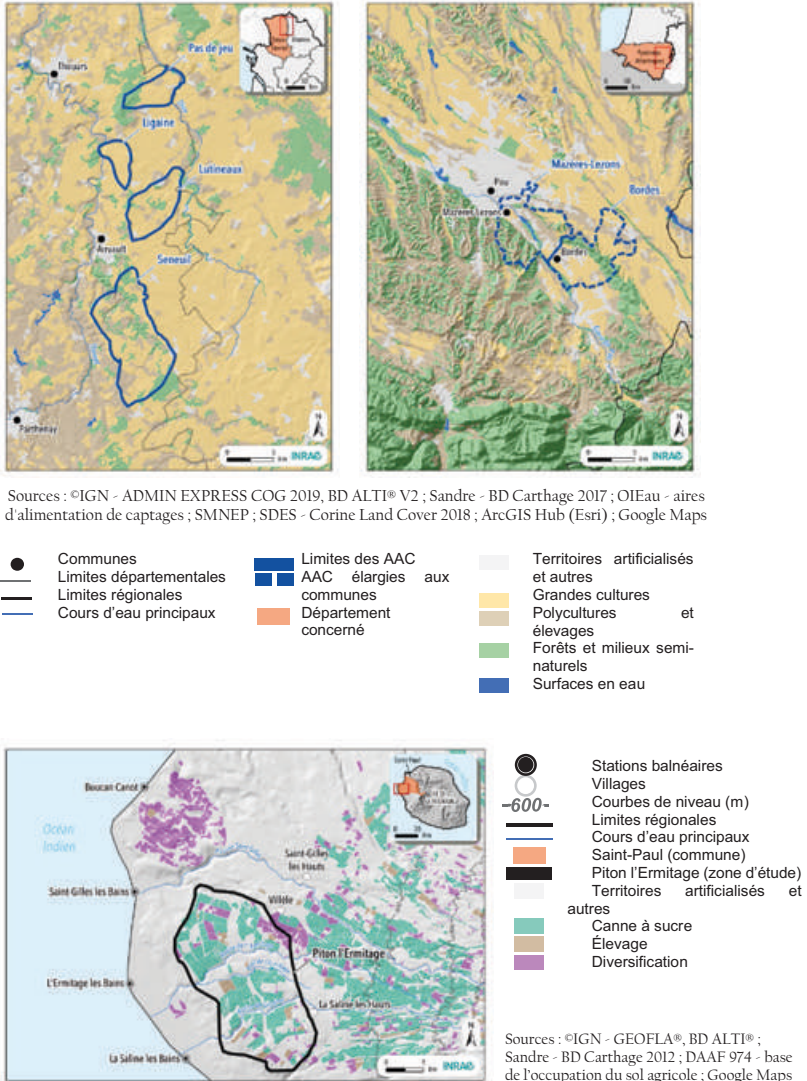 Pas de jeu
Thouars
Ligaine
Lutineaux
Airvault
Seneuil
Parthenay
N
km INRAE
Mazères-Lezons
Pau
Bordes
Mazères-Lezons
Bordes
N
km INRAE
Sources : ©IGN - ADMIN EXPRESS COG 2019, BD ALTI® V2 ; Sandre - BD Carthage 2017 ; OIEau - aires
d'alimentation de captages ; SMNEP ; SDES - Corine Land Cover 2018 ; ArcGIS Hub (Esri) ; Google Maps
Communes
Limites départementales
Limites régionales
Cours d'eau principaux
Limites des AAC
AAC élargies aux
communes
Département
concerné
Territoires artificialisés
et autres
Grandes cultures
Polycultures et
élevages
Forêts et milieux semi-
naturels
Surfaces en eau
Boucan Canot
Océan
Indien
Saint-Paul
Saint-Gilles
les Hauts
Saint Gilles les Bains
Villèle
Piton l'Ermitage
L'Ermitage les Bains
La Saline les Hauts
La Saline les Bains
N
km INRAE
Stations balnéaires
Villages
-600- Courbes de niveau (m)
Limites régionales
Cours d'eau principaux
Saint-Paul (commune)
Piton l'Ermitage (zone d'étude)
Territoires artificialisés et
autres
Canne à sucre
Élevage
Diversification
Sources : ©IGN - GEOFLA®, BD ALTI® ;
Sandre - BD Carthage 2012 ; DAAF 974 - base
de l'occupation du sol agricole ; Google Maps